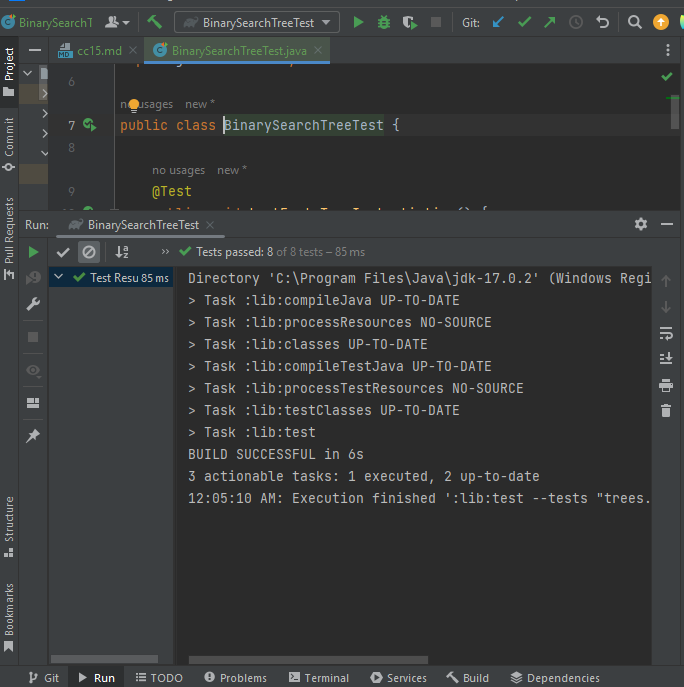 BinarySearchT
BinarySearchTreeTest
Git:
cc15.md
BinarySearchTreeTest.java
6
no usages new *
7 public class BinarySearchTreeTest {
8
no usages new *
9 @Test
Run: BinarySearchTreeTest
Tests passed: 8 of 8 tests – 85 ms
Test Resu 85 ms
Directory 'C:\Program Files\Java\jdk-17.0.2' (Windows Regi
> Task :lib:compileJava UP-TO-DATE
> Task :lib:processResources NO-SOURCE
> Task :lib:classes UP-TO-DATE
> Task :lib:compileTestJava UP-TO-DATE
> Task :lib:processTestResources NO-SOURCE
> Task :lib:testClasses UP-TO-DATE
> Task :lib:test
BUILD SUCCESSFUL in 6s
3 actionable tasks: 1 executed, 2 up-to-date
12:05:10 AM: Execution finished ':lib:test --tests "trees.
Project
Commit
Pull Requests
Structure
Bookmarks
Git
Run
TODO
Problems
Terminal
Services
Build
Dependencies